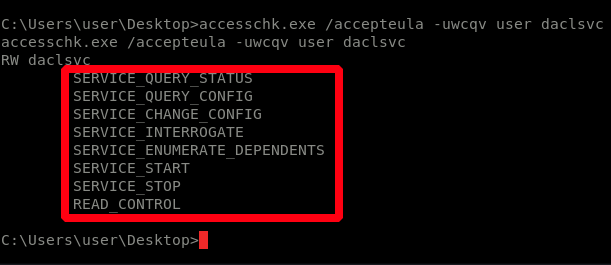 C:\Users\user\Desktop>accesschk.exe /accepteula -uwcqv user daclsvc
accesschk.exe /accepteula -uwcqv user daclsvc
RW daclsvc
SERVICE_QUERY_STATUS
SERVICE_QUERY_CONFIG
SERVICE_CHANGE_CONFIG
SERVICE_INTERROGATE
SERVICE_ENUMERATE_DEPENDENTS
SERVICE_START
SERVICE_STOP
READ_CONTROL
C:\Users\user\Desktop>